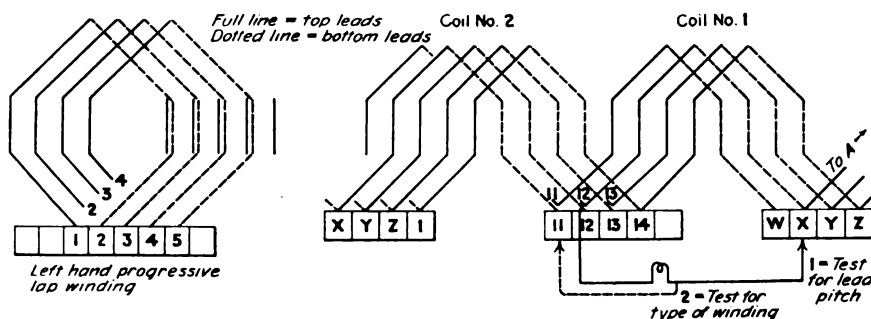 Full line = top leads
Dotted line = bottom leads
Coil No. 2
Coil No. 1
4
3
2
1 2 3 4 5
Left hand progressive
lap winding
X Y Z 1
11 12 13
11 12 13 14
TO A
W X Y Z
1 = Test
for lead
pitch
2 = Test for
type of winding